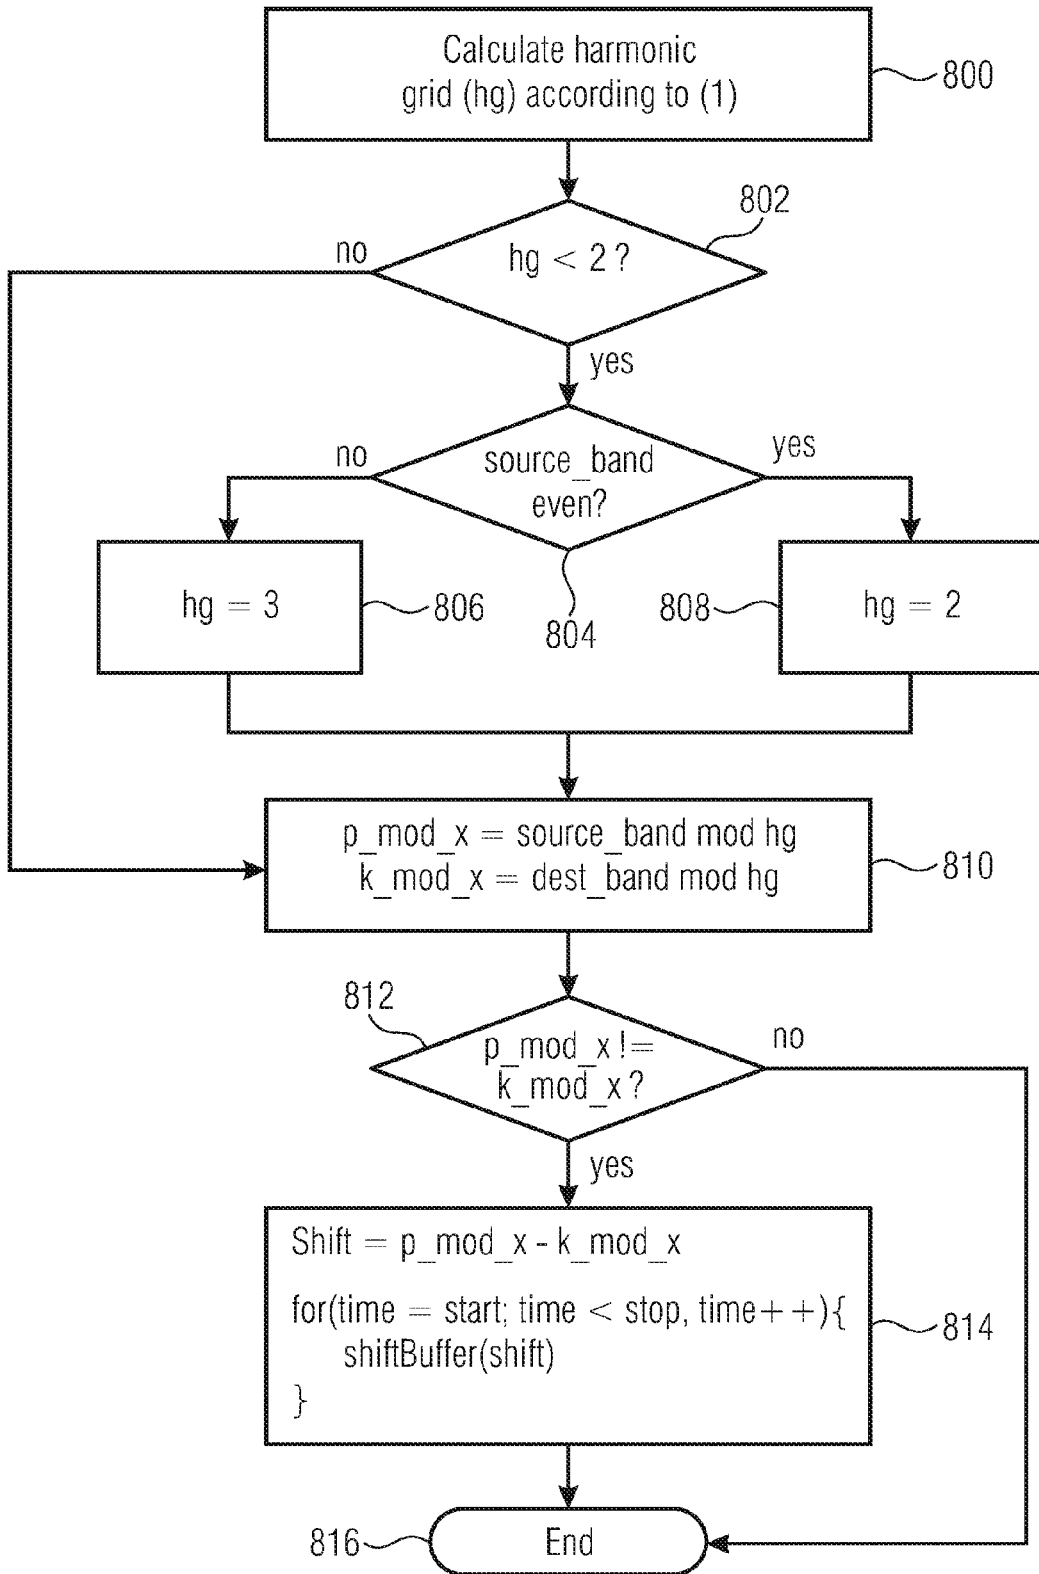 Calculate harmonic
grid (hg) according to (1)
800
802
hg < 2 ?
no
yes
source_band
even?
no
yes
804
hg = 3
806
808
hg = 2
p_mod_x = source_band mod hg
k_mod_x = dest_band mod hg
810
812
p_mod_x !=
k_mod_x ?
no
yes
Shift = p_mod_x - k_mod_x
for(time = start; time < stop, time++){
shiftBuffer(shift)
}
814
816
End